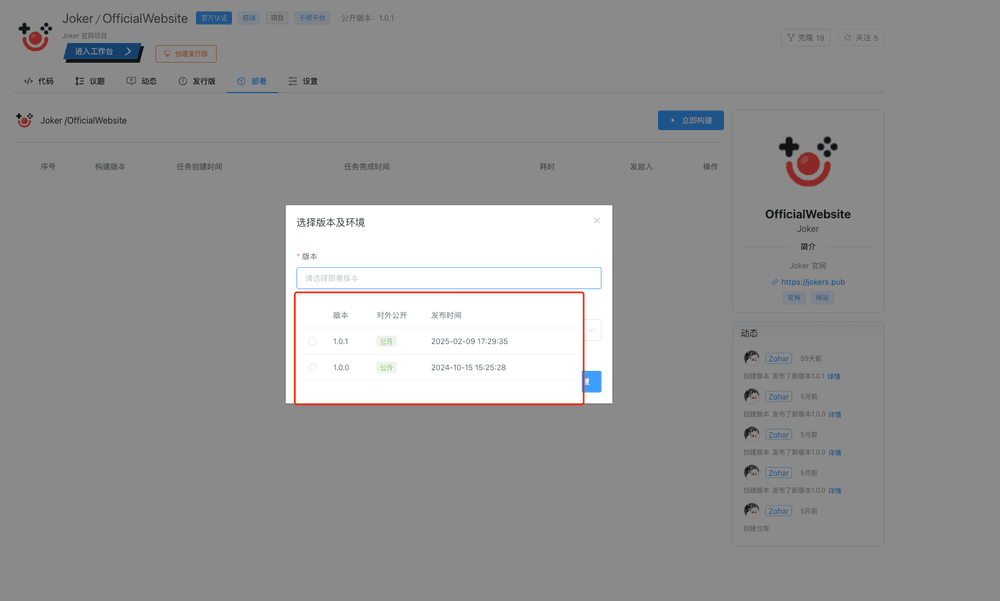 Joker / OfficialWebsite 官方认证 前端 项目 不限平台 公开版本：1.0.1
Joker 官网项目
进入工作台
创建发行版
克隆 19
关注 5
代码 议题 动态 发行版 部署 设置
Joker /OfficialWebsite
立即构建
序号 构建版本 任务创建时间 任务完成时间 耗时 发起人 操作
选择版本及环境
* 版本
请选择部署版本
版本 对外公开 发布时间
1.0.1 公开 2025-02-09 17:29:35
1.0.0 公开 2024-10-15 15:25:28
OfficialWebsite
Joker
简介
Joker 官网
https://jokers.pub
官网
动态
Zohar 59天前
创建版本 发布了新版本1.0.1 详情
Zohar 5月前
创建版本 发布了新版本1.0.0 详情
Zohar 5月前
创建版本 发布了新版本1.0.0 详情
Zohar 5月前
创建版本 发布了新版本1.0.0 详情
Zohar 5月前
创建仓库